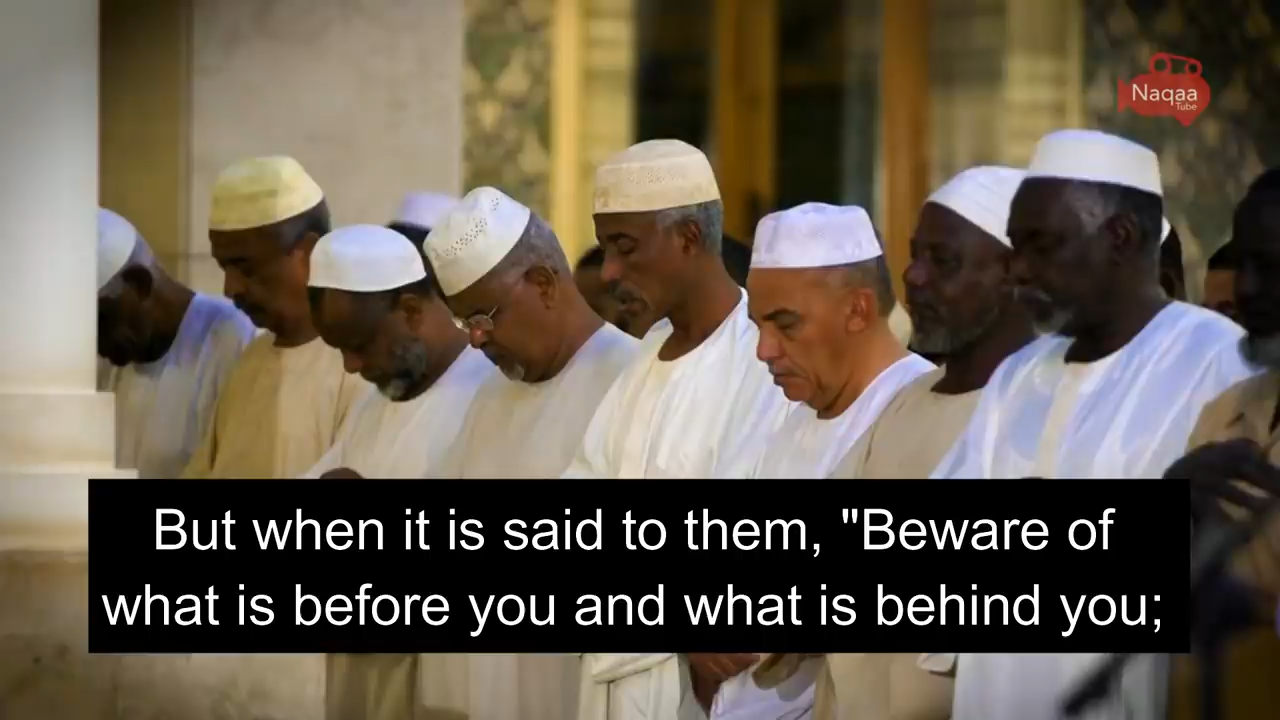 Naqaa
Tube
But when it is said to them, "Beware of
what is before you and what is behind you;